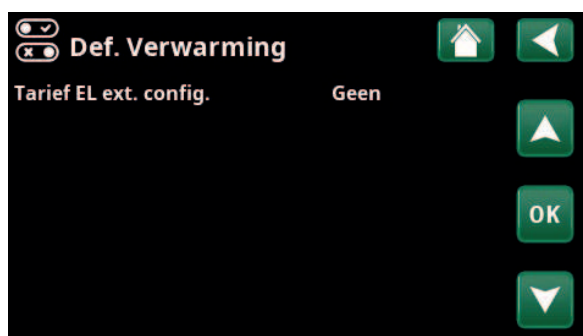 Def. Verwarming
Tarief EL ext. config. Geen
OK